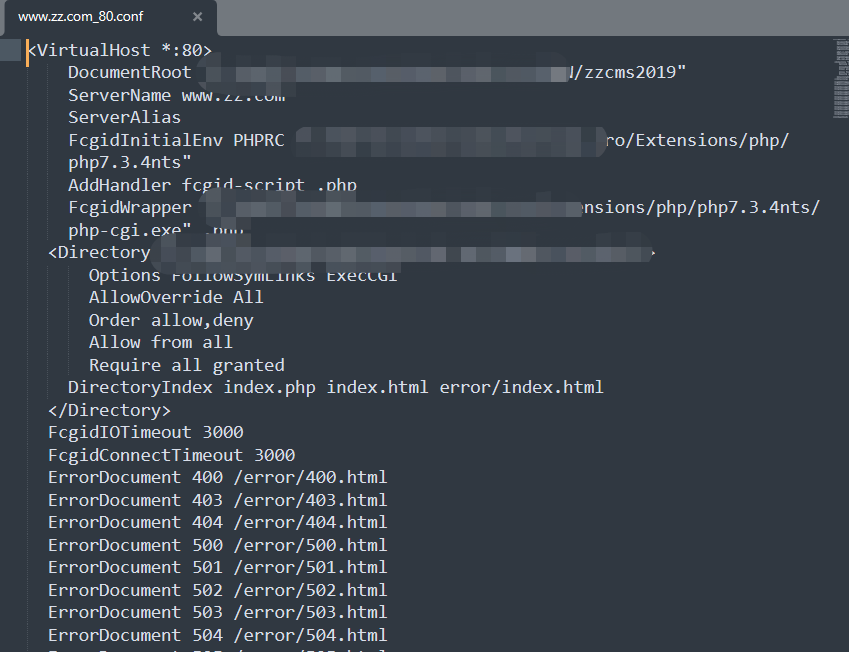 www.zz.com_80.conf ×
<VirtualHost *:80>
DocumentRoot /zzcms2019"
ServerName www.zz.com
ServerAlias
FcgidInitialEnv PHPRC ro/Extensions/php/
php7.3.4nts"
AddHandler fcgid-script .php
FcgidWrapper ensions/php/php7.3.4nts/
php-cgi.exe" .php
<Directory >
Options FollowSymLinks ExecCGI
AllowOverride All
Order allow,deny
Allow from all
Require all granted
DirectoryIndex index.php index.html error/index.html
</Directory>
FcgidIOTimeout 3000
FcgidConnectTimeout 3000
ErrorDocument 400 /error/400.html
ErrorDocument 403 /error/403.html
ErrorDocument 404 /error/404.html
ErrorDocument 500 /error/500.html
ErrorDocument 501 /error/501.html
ErrorDocument 502 /error/502.html
ErrorDocument 503 /error/503.html
ErrorDocument 504 /error/504.html